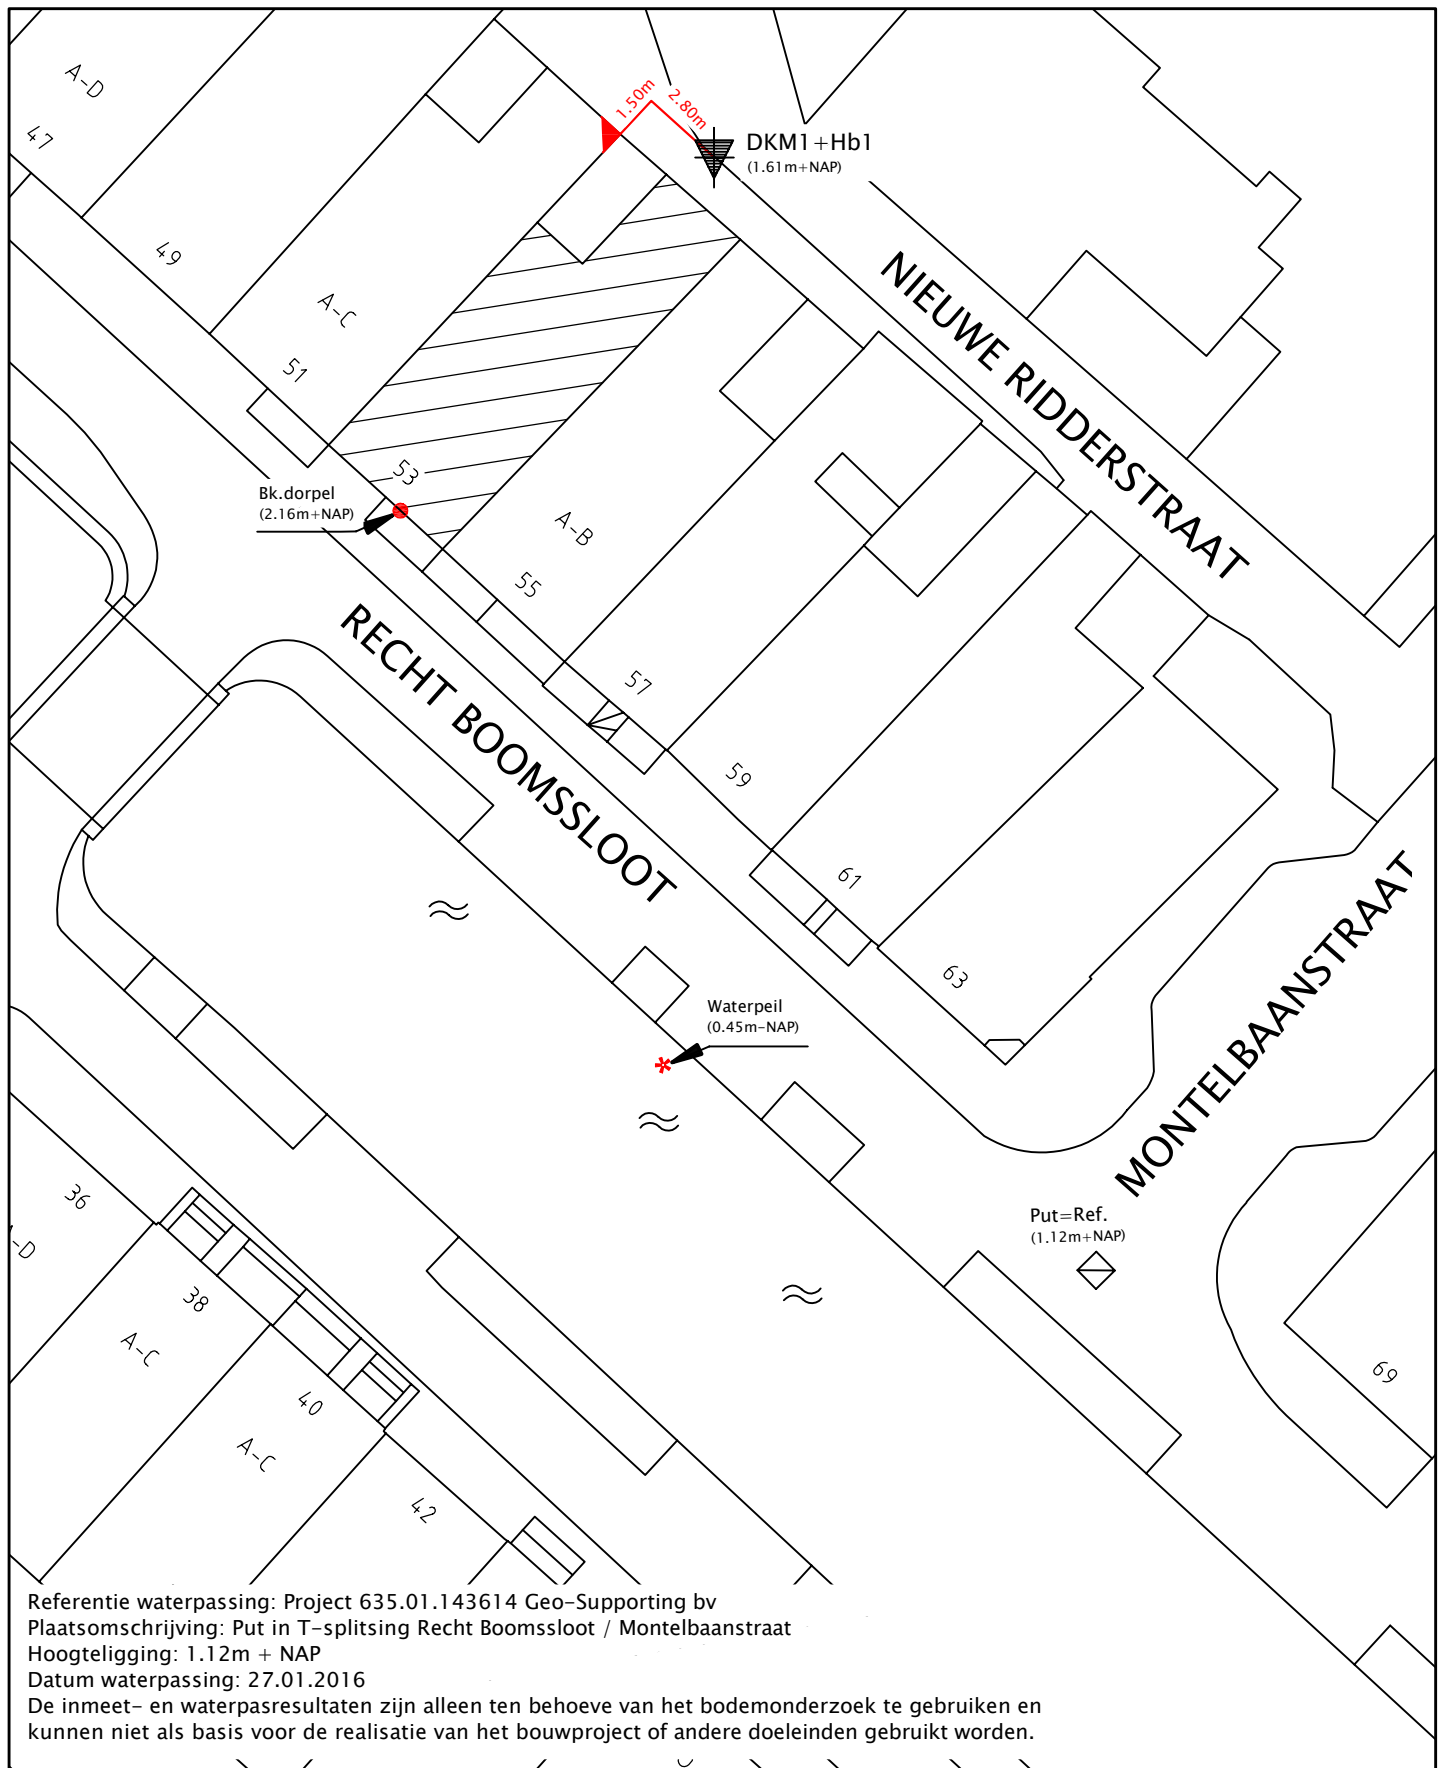 A-D
47
1.50m
2.80m
DKM1+Hb1
(1.61m+NAP)
49
A-C
51
NIEUWE RIDDERSTRAAT
53
Bk.dorpel
(2.16m+NAP)
A-B
55
RECHT BOOMSSLOOT
57
59
61
63
MONTELBAANSTRAAT
Waterpeil
(0.45m-NAP)
36
-D
Put=Ref.
(1.12m+NAP)
38
A-C
40
A-C
69
42
Referentie waterpassing: Project 635.01.143614 Geo-Supporting bv
Plaatsomschrijving: Put in T-splitsing Recht Boomssloot / Montelbaanstraat
Hoogteligging: 1.12m + NAP
Datum waterpassing: 27.01.2016
De inmeet- en waterpasresultaten zijn alleen ten behoeve van het bodemonderzoek te gebruiken en
kunnen niet als basis voor de realisatie van het bouwproject of andere doeleinden gebruikt worden.